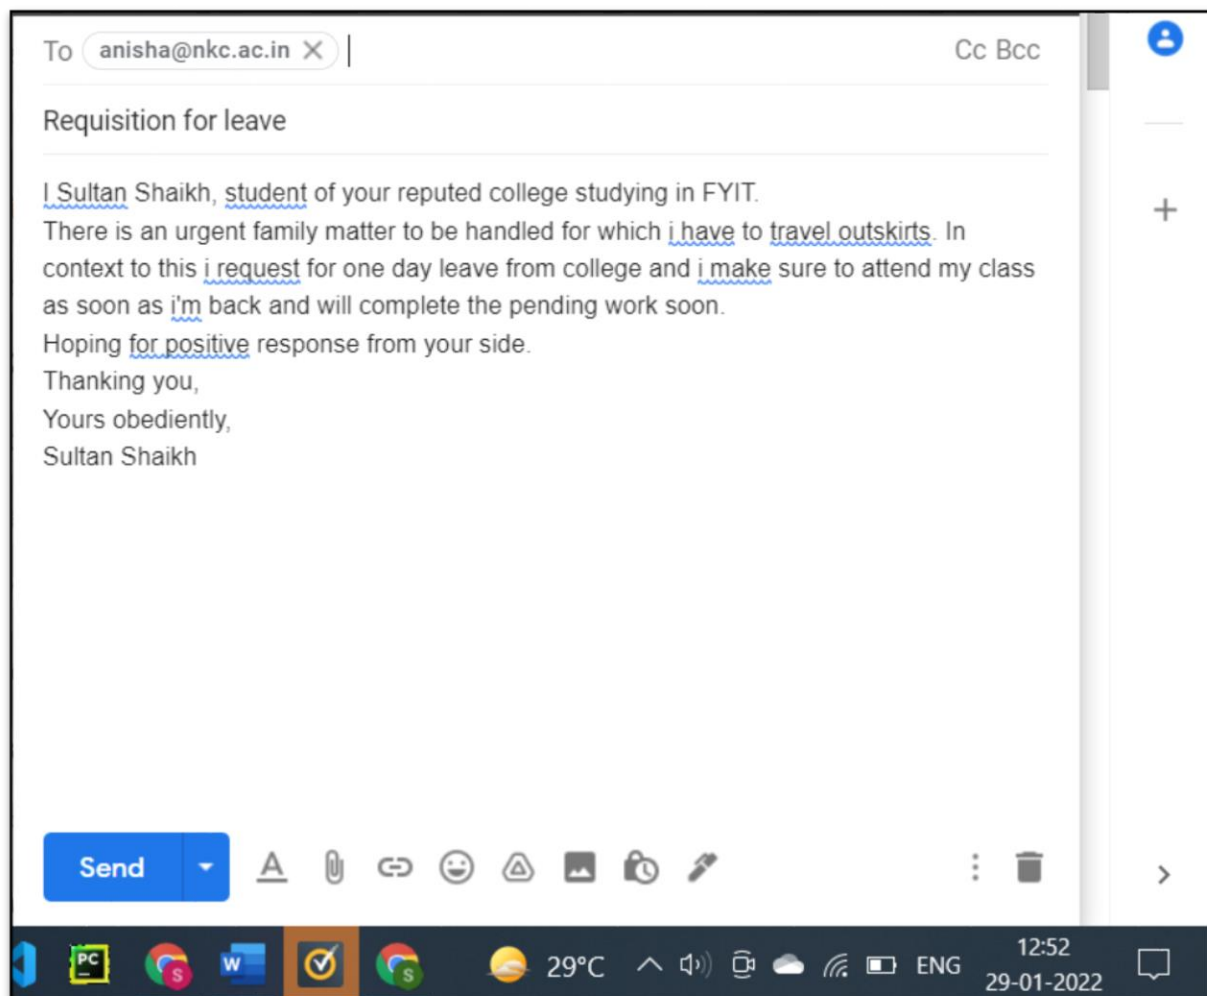 To anisha@nkc.ac.in Cc Bcc
Requisition for leave
I Sultan Shaikh, student of your reputed college studying in FYIT.
There is an urgent family matter to be handled for which i have to travel outskirts. In
context to this i request for one day leave from college and i make sure to attend my class
as soon as i'm back and will complete the pending work soon.
Hoping for positive response from your side.
Thanking you,
Yours obediently,
Sultan Shaikh
Send
PC S W S 29°C ENG 12:52
29-01-2022